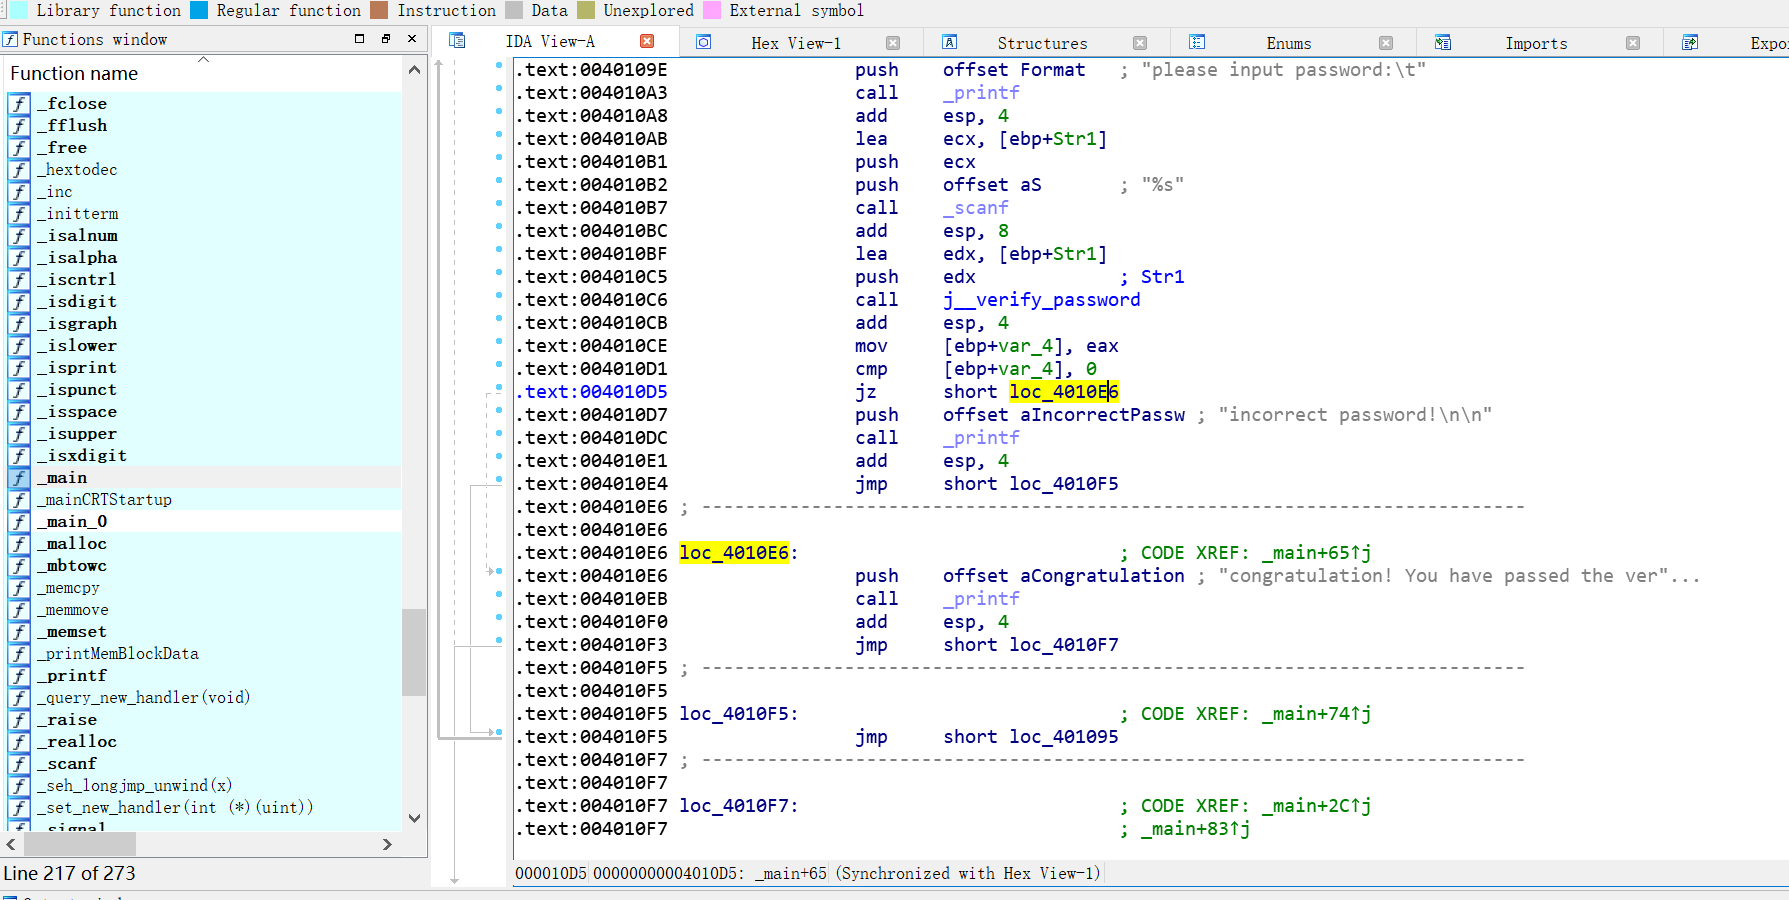 Library function Regular function Instruction Data Unexplored External symbol
Functions window
IDA View-A Hex View-1 Structures Enums Imports Expo
Function name
_fclose
_fflush
_free
_hextodec
_inc
_initterm
_isalnum
_isalpha
_iscntrl
_isdigit
_isgraph
_islower
_isprint
_ispunct
_isspace
_isupper
_isxdigit
_main
_mainCRTStartup
_main_0
_malloc
_mbtowc
_memcpy
_memmove
_memset
_printMemBlockData
_printf
_query_new_handler(void)
_raise
_realloc
_scanf
_seh_longjmp_unwind(x)
_set_new_handler(int (*)(uint))
_signal
Line 217 of 273
.text:0040109E push offset Format ; "please input password:\t"
.text:004010A3 call _printf
.text:004010A8 add esp, 4
.text:004010AB lea ecx, [ebp+Str1]
.text:004010B1 push ecx
.text:004010B2 push offset aS ; "%s"
.text:004010B7 call _scanf
.text:004010BC add esp, 8
.text:004010BF lea edx, [ebp+Str1]
.text:004010C5 push edx ; Str1
.text:004010C6 call j__verify_password
.text:004010CB add esp, 4
.text:004010CE mov [ebp+var_4], eax
.text:004010D1 cmp [ebp+var_4], 0
.text:004010D5 jz short loc_4010E6
.text:004010D7 push offset aIncorrectPassw ; "incorrect password!\n\n"
.text:004010DC call _printf
.text:004010E1 add esp, 4
.text:004010E4 jmp short loc_4010F5
.text:004010E6 ; ---------------------------------------------------------------------------
.text:004010E6
.text:004010E6 loc_4010E6: ; CODE XREF: _main+65↑j
.text:004010E6 push offset aCongratulation ; "congratulation! You have passed the ver"...
.text:004010EB call _printf
.text:004010F0 add esp, 4
.text:004010F3 jmp short loc_4010F7
.text:004010F5 ; ---------------------------------------------------------------------------
.text:004010F5
.text:004010F5 loc_4010F5: ; CODE XREF: _main+74↑j
.text:004010F5 jmp short loc_401095
.text:004010F7 ; ---------------------------------------------------------------------------
.text:004010F7
.text:004010F7 loc_4010F7: ; CODE XREF: _main+2C↑j
.text:004010F7 ; _main+83↑j
000010D5 00000000004010D5: _main+65 (Synchronized with Hex View-1)